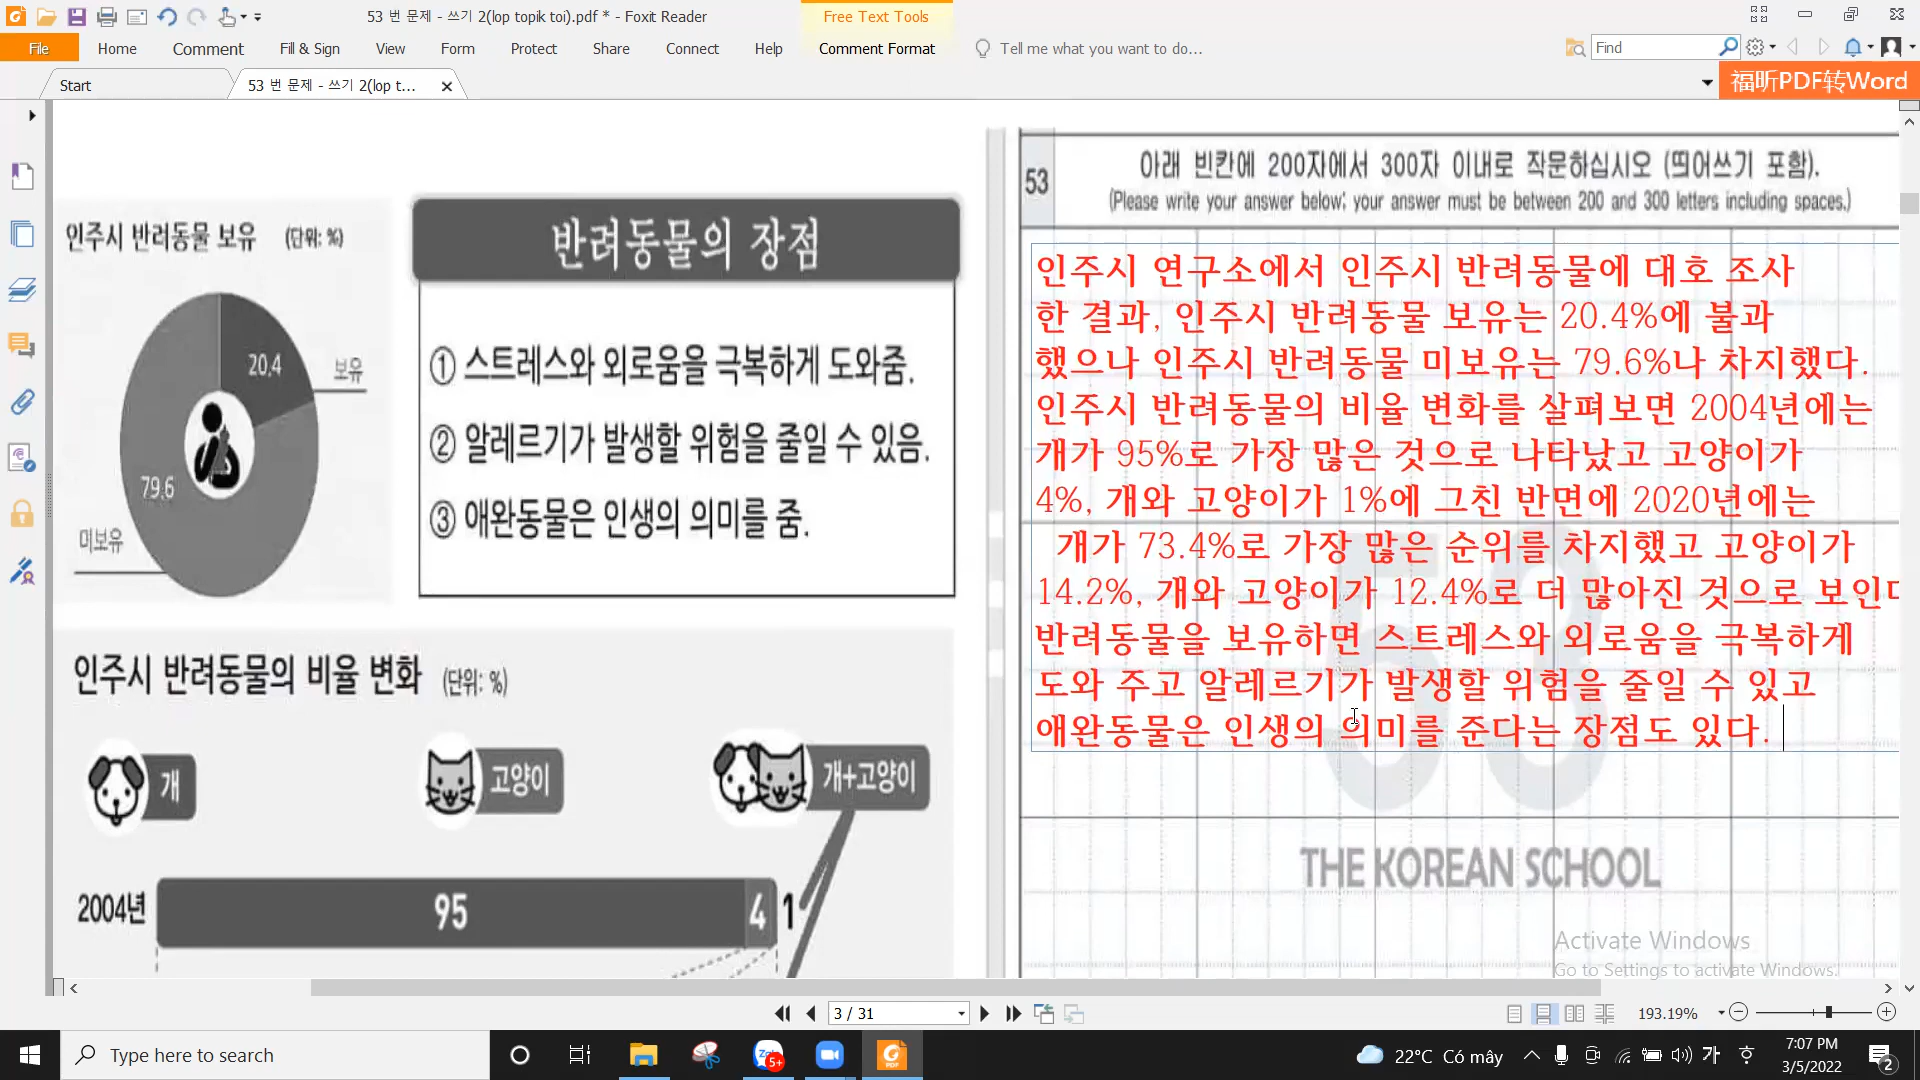 53 번 문제 - 쓰기 2(lop topik toi).pdf * - Foxit Reader
Free Text Tools
File
Home
Comment
Fill & Sign
View
Form
Protect
Share
Connect
Help
Comment Format
Tell me what you want to do...
Find
Start
53 번 문제 - 쓰기 2(lop t...
福昕PDF转Word
인주시 반려동물 보유 (단위: %)
20.4
보유
79.6
미보유
반려동물의 장점
① 스트레스와 외로움을 극복하게 도와줌.
② 알레르기가 발생할 위험을 줄일 수 있음.
③ 애완동물은 인생의 의미를 줌.
인주시 반려동물의 비율 변화 (단위: %)
개
고양이
개+고양이
2004년
95
4
1
53
아래 빈칸에 200자에서 300자 이내로 작문하십시오 (띄어쓰기 포함).
(Please write your answer below; your answer must be between 200 and 300 letters including spaces.)
인주시 연구소에서 인주시 반려동물에 대호 조사
한 결과, 인주시 반려동물 보유는 20.4%에 불과
했으나 인주시 반려동물 미보유는 79.6%나 차지했다.
인주시 반려동물의 비율 변화를 살펴보면 2004년에는
개가 95%로 가장 많은 것으로 나타났고 고양이가
4%, 개와 고양이가 1%에 그친 반면에 2020년에는
개가 73.4%로 가장 많은 순위를 차지했고 고양이가
14.2%, 개와 고양이가 12.4%로 더 많아진 것으로 보인다
반려동물을 보유하면 스트레스와 외로움을 극복하게
도와 주고 알레르기가 발생할 위험을 줄일 수 있고
애완동물은 인생의 의미를 준다는 장점도 있다.
53
THE KOREAN SCHOOL
Activate Windows
Go to Settings to activate Windows.
3 / 31
193.19%
Type here to search
5+
22°C Có mây
가
7:07 PM
3/5/2022
2